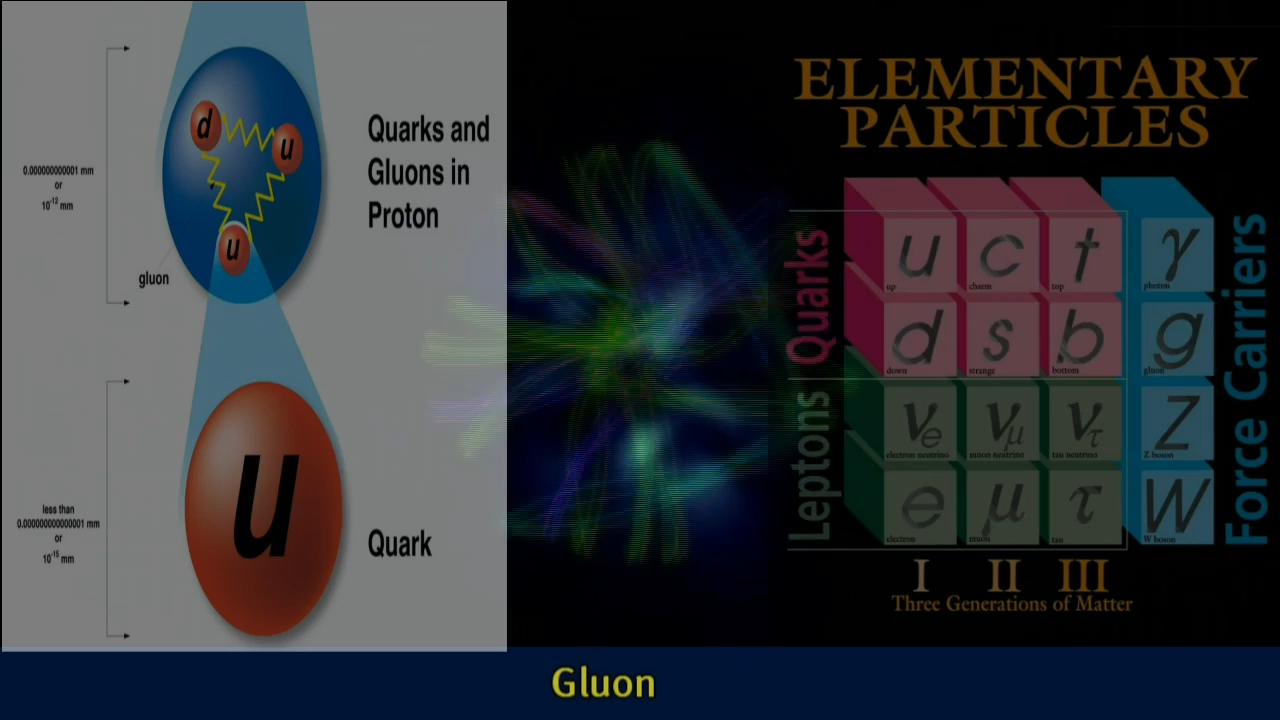 0.000000000001 mm
or
10-12 mm
d
u
u
gluon
Quarks and
Gluons in
Proton
less than
0.000000000000001 mm
or
10-15 mm
u
Quark
ELEMENTARY
PARTICLES
Quarks
Leptons
Force Carriers
u
up
c
charm
t
top
γ
photon
d
down
s
strange
b
bottom
g
gluon
νe
electron neutrino
νμ
muon neutrino
ντ
tau neutrino
Z
Z boson
e
electron
μ
muon
τ
tau
W
W boson
I II III
Three Generations of Matter
Gluon